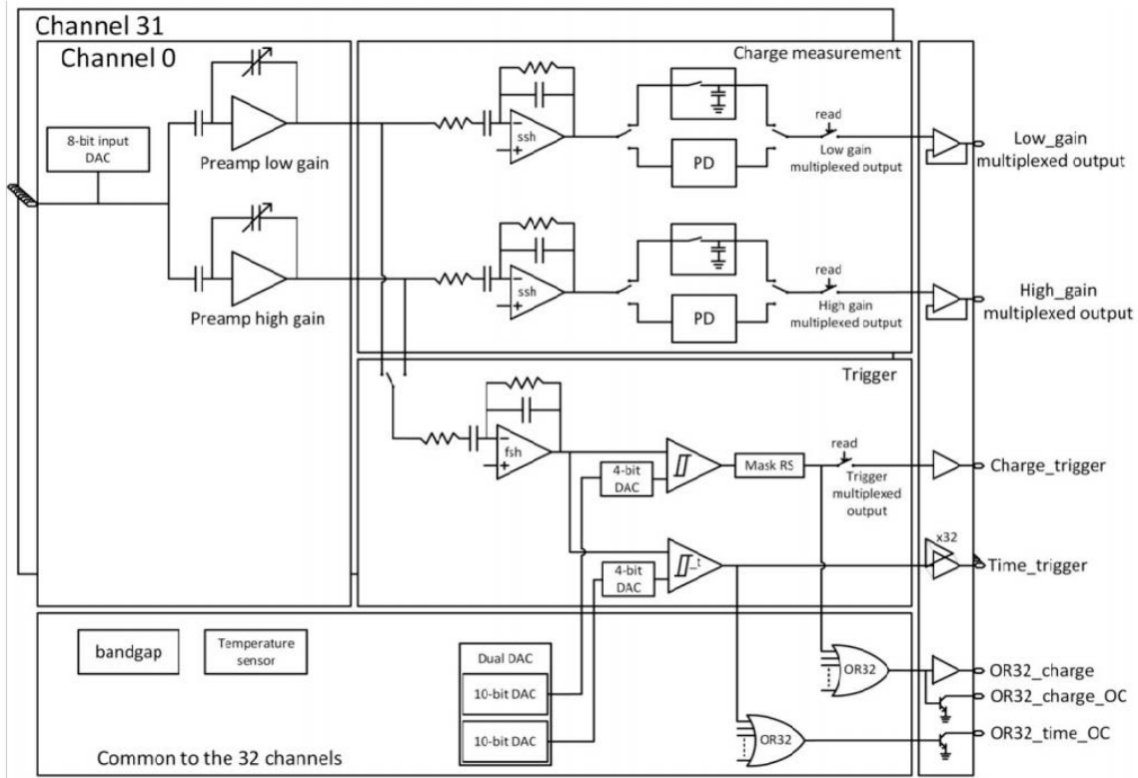 Channel 31
Channel 0
Charge measurement
8-bit input
DAC
Preamp low gain
ssh
PD
read
Low gain
multiplexed output
Low_gain
multiplexed output
Preamp high gain
ssh
PD
read
High gain
multiplexed output
High_gain
multiplexed output
Trigger
fsh
4-bit
DAC
Mask RS
read
Trigger
multiplexed
output
Charge_trigger
4-bit
DAC
_t
x32
Time_trigger
bandgap
Temperature
sensor
Dual DAC
10-bit DAC
10-bit DAC
OR32
OR32
OR32_charge
OR32_charge_OC
OR32_time_OC
Common to the 32 channels